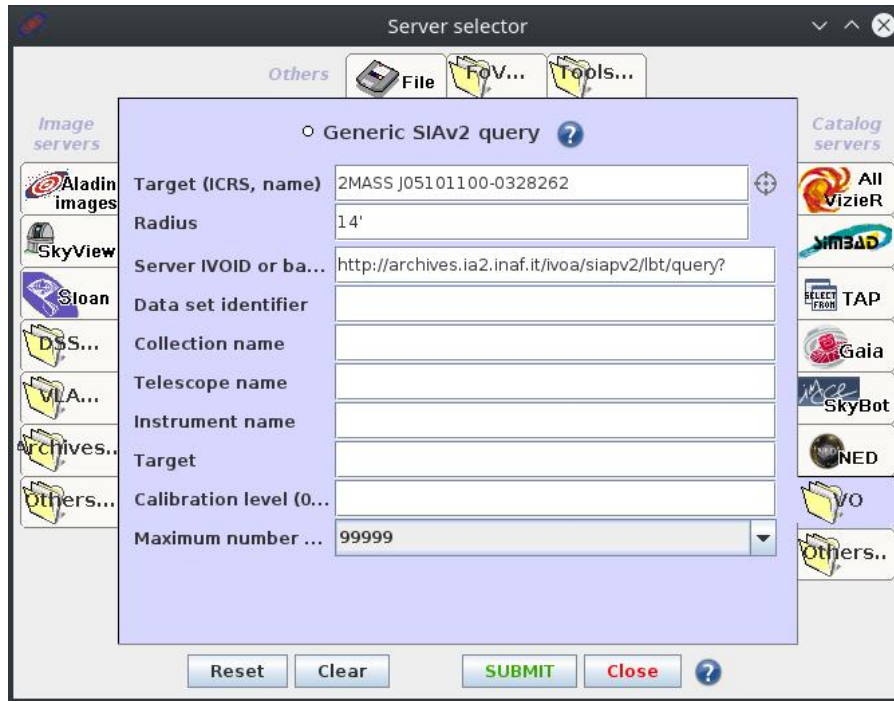 Server selector
Others
File
FoV...
Tools...
Image
servers
Catalog
servers
Aladin
images
SkyView
Sloan
DSS...
VLA...
Archives..
Others...
Generic SIAv2 query ?
Target (ICRS, name) 2MASS J05101100-0328262
Radius 14'
Server IVOID or ba... http://archives.ia2.inaf.it/ivoa/siapv2/lbt/query?
Data set identifier
Collection name
Telescope name
Instrument name
Target
Calibration level (0...
Maximum number ... 99999
All
VizieR
SIMBAD
SELECT
FROM
TAP
Gaia
SkyBot
NED
VO
Others..
Reset Clear SUBMIT Close ?